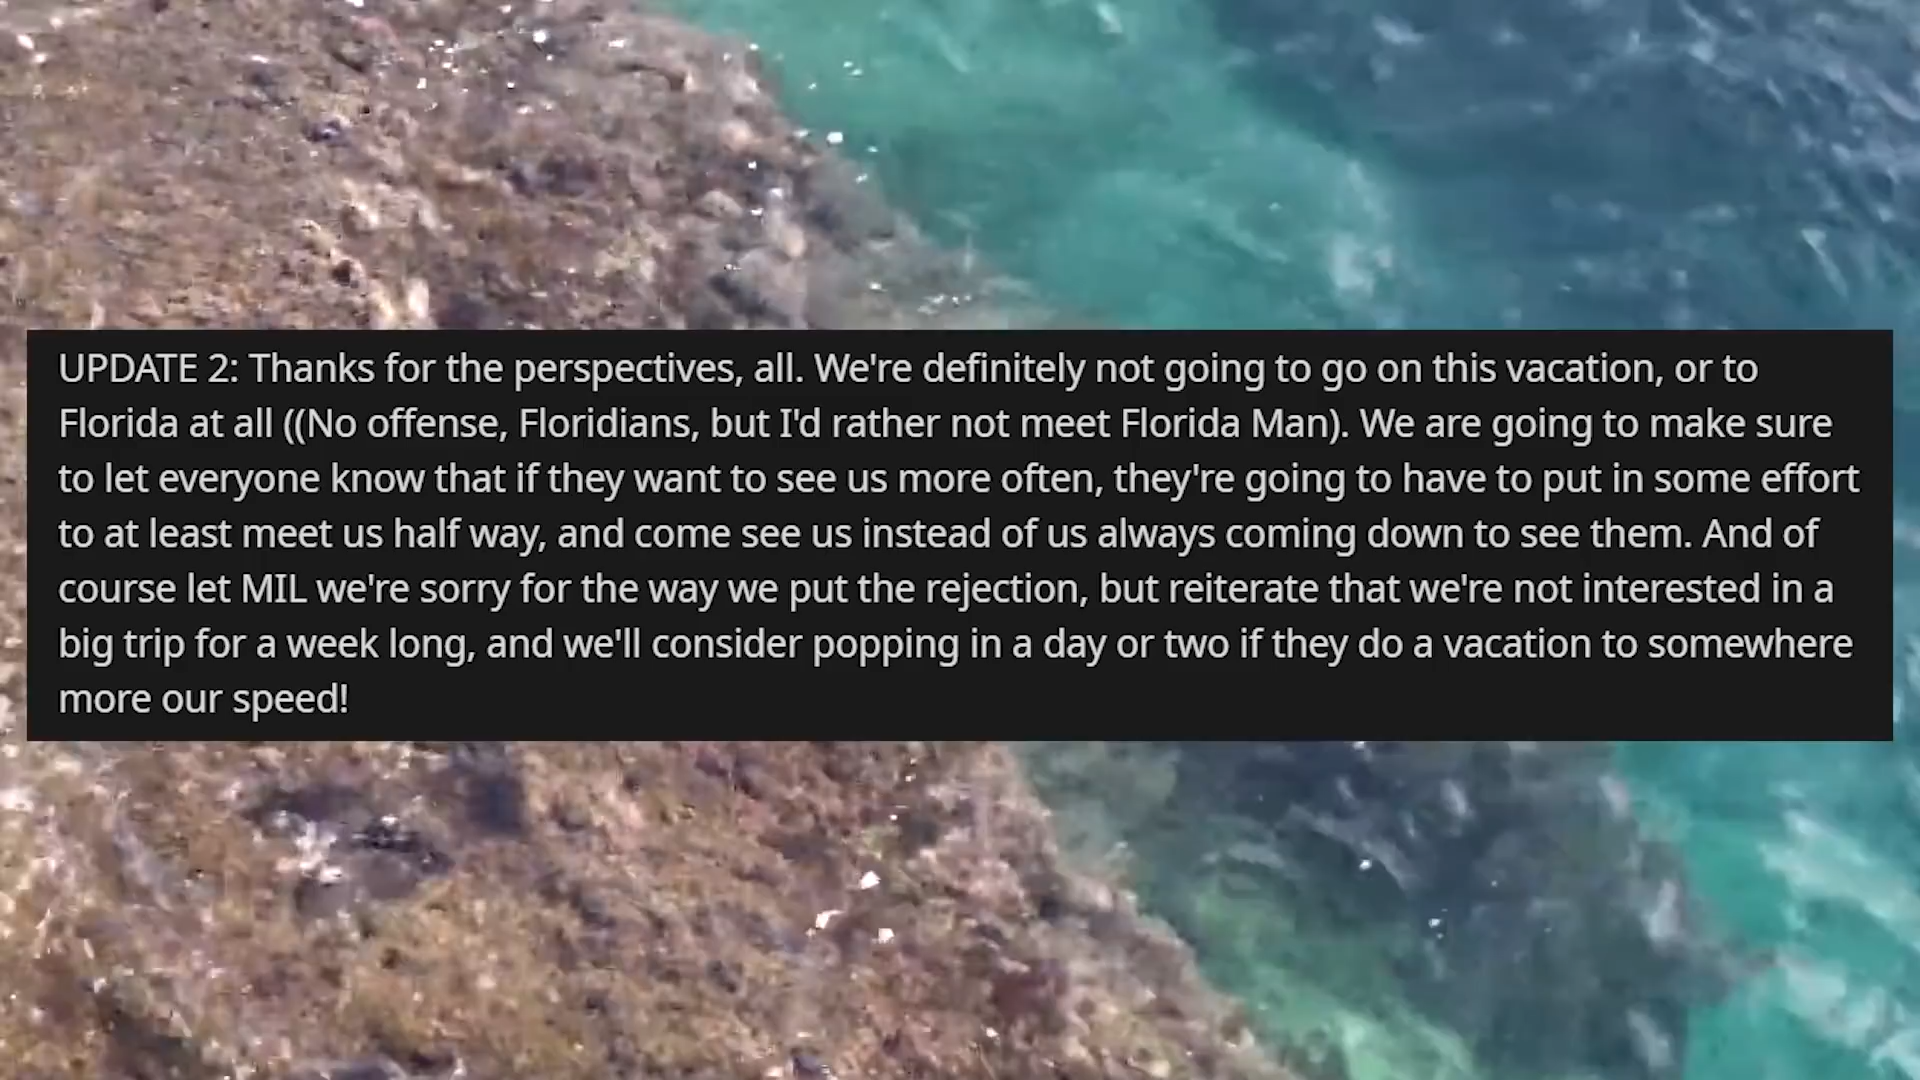 UPDATE 2: Thanks for the perspectives, all. We're definitely not going to go on this vacation, or to
Florida at all ((No offense, Floridians, but I'd rather not meet Florida Man). We are going to make sure
to let everyone know that if they want to see us more often, they're going to have to put in some effort
to at least meet us half way, and come see us instead of us always coming down to see them. And of
course let MIL we're sorry for the way we put the rejection, but reiterate that we're not interested in a
big trip for a week long, and we'll consider popping in a day or two if they do a vacation to somewhere
more our speed!